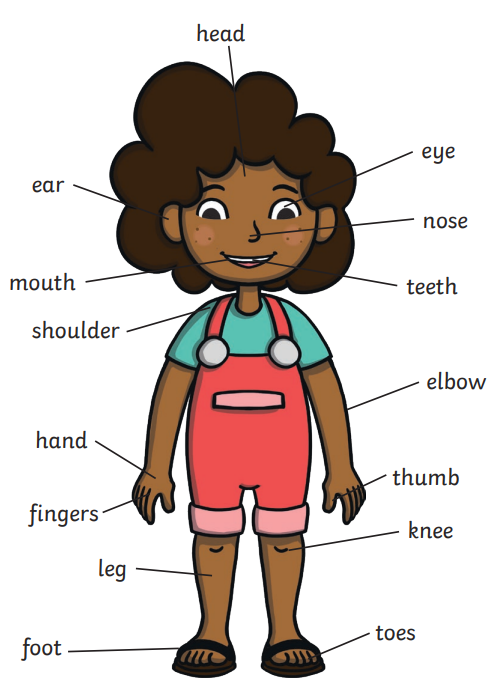 head
eye
ear
nose
mouth
teeth
shoulder
elbow
hand
thumb
fingers
knee
leg
toes
foot